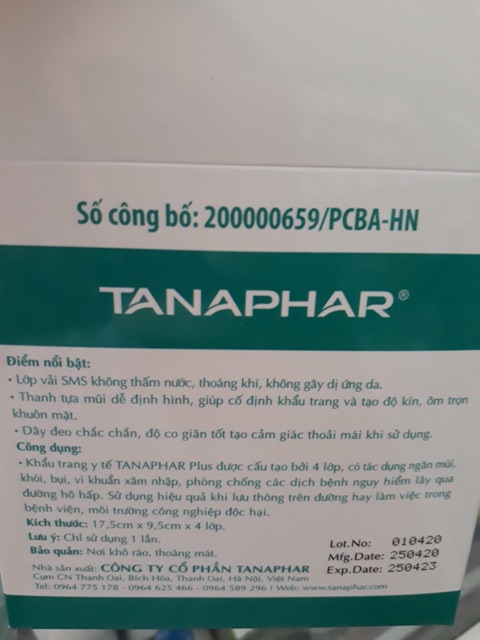 Số công bố: 200000659/PCBA-HN
TANAPHAR®
Điểm nổi bật:
• Lớp vải SMS không thấm nước, thoáng khí, không gây dị ứng da.
• Thanh tựa mũi dễ định hình, giúp cố định khẩu trang và tạo độ kín, ôm trọn
khuôn mặt.
• Dây đeo chắc chắn, độ co giãn tốt tạo cảm giác thoải mái khi sử dụng.
Công dụng:
• Khẩu trang y tế TANAPHAR Plus được cấu tạo bởi 4 lớp, có tác dụng ngăn mùi,
khói, bụi, vi khuẩn xâm nhập, phòng chống các dịch bệnh nguy hiểm lây qua
đường hô hấp. Sử dụng hiệu quả khi lưu thông trên đường hay làm việc trong
bệnh viện, môi trường công nghiệp độc hại.
Kích thước: 17,5cm x 9,5cm x 4 lớp.
Lưu ý: Chỉ sử dụng 1 lần.
Bảo quản: Nơi khô ráo, thoáng mát.
Lot.No: 010420
Mfg.Date: 250420
Exp.Date: 250423
Nhà sản xuất: CÔNG TY CỔ PHẦN TANAPHAR
Cụm CN Thanh Oai, Bích Hòa, Thanh Oai, Hà Nội, Việt Nam
Tel: 0964 775 178 - 0964 625 466 - 0964 589 296 | Web: www.tanaphar.com